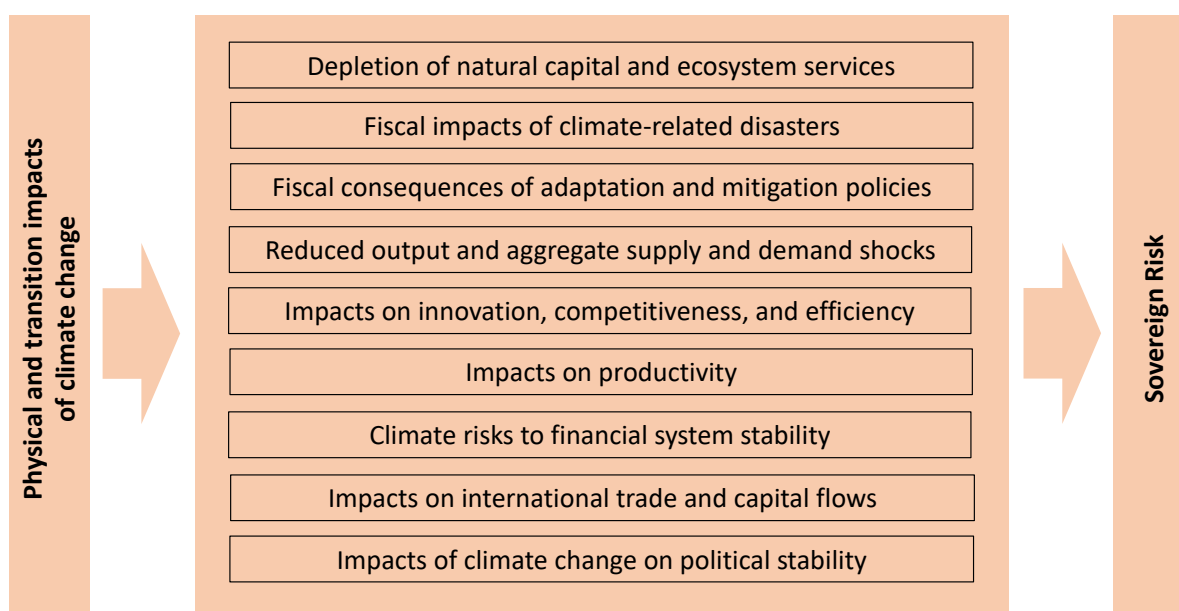 Physical and transition impacts
of climate change
Depletion of natural capital and ecosystem services
Fiscal impacts of climate-related disasters
Fiscal consequences of adaptation and mitigation policies
Reduced output and aggregate supply and demand shocks
Impacts on innovation, competitiveness, and efficiency
Impacts on productivity
Climate risks to financial system stability
Impacts on international trade and capital flows
Impacts of climate change on political stability
Sovereign Risk